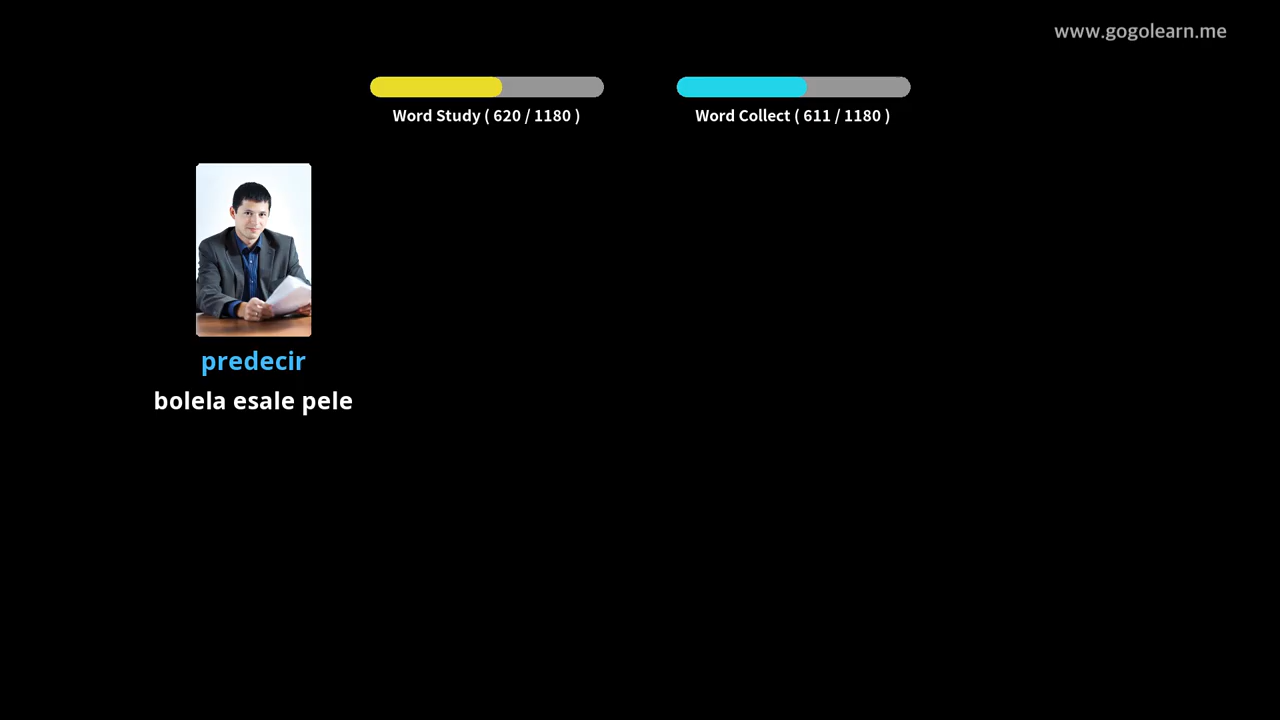 www.gogolearn.me
Word Study ( 620 / 1180 )
Word Collect ( 611 / 1180 )
predecir
bolela esale pele